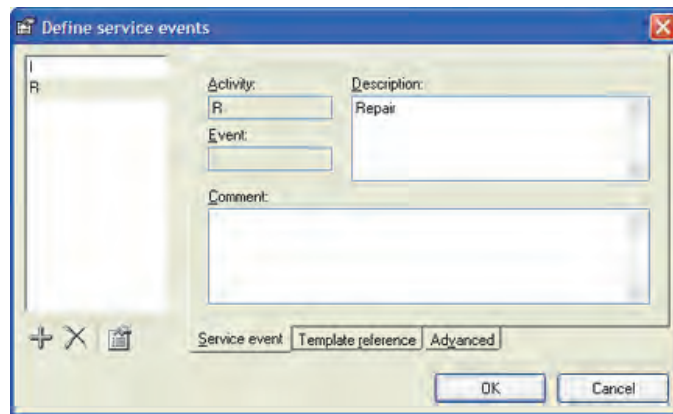 Define service events
I
R
Activity:
R
Description:
Repair
Event:
Comment:
Service event
Template reference
Advanced
OK
Cancel